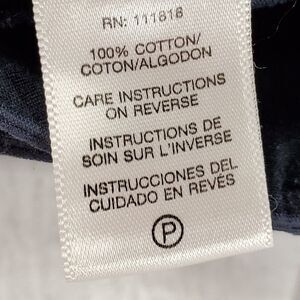 RN: 111818
100% COTTON/
COTON/ALGODON
CARE INSTRUCTIONS
ON REVERSE
INSTRUCTIONS DE
SOIN SUR L'INVERSE
INSTRUCCIONES DEL
CUIDADO EN REVÉS
P